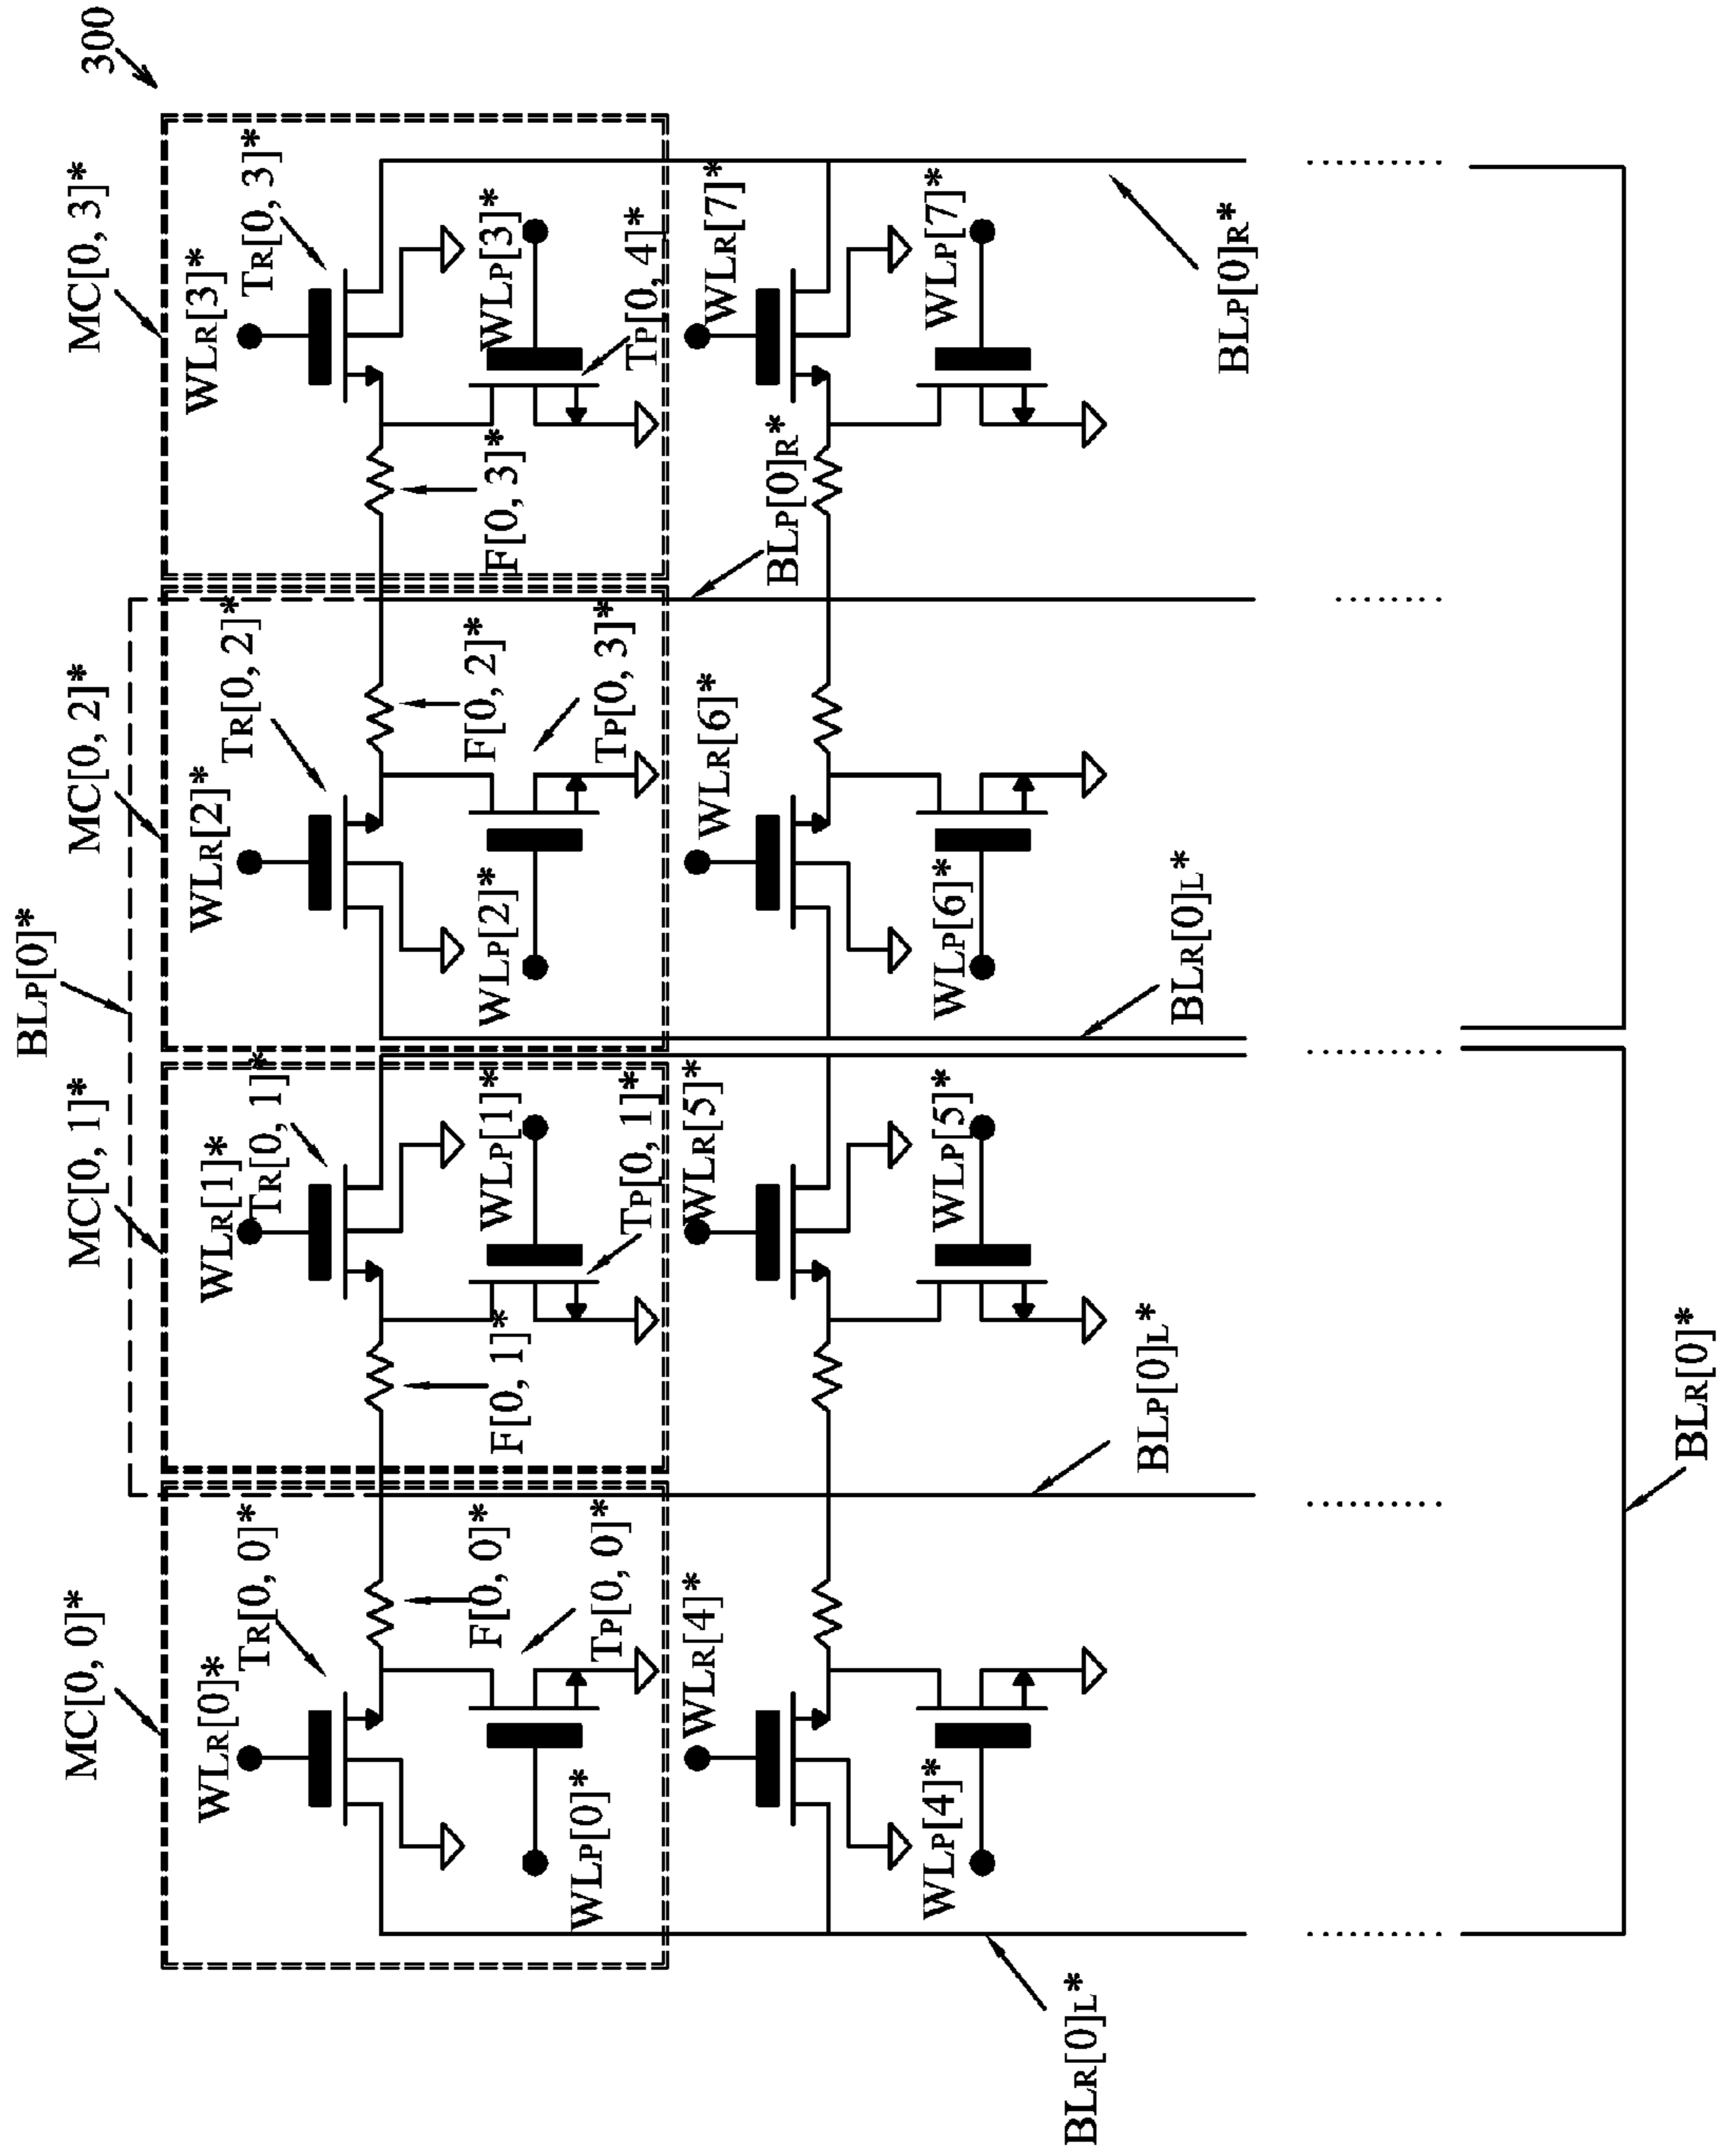 300
BLP[0]*
MC[0, 0]*
MC[0, 1]*
MC[0, 2]*
MC[0, 3]*
WLR[0]*
TR[0, 0]*
WLR[1]*
TR[0, 1]*
WLR[2]*
TR[0, 2]*
WLR[3]*
TR[0, 3]*
F[0, 0]*
F[0, 1]*
F[0, 2]*
F[0, 3]*
WLP[0]*
TP[0, 0]*
WLP[1]*
TP[0, 1]*
WLP[2]*
TP[0, 3]*
WLP[3]*
TP[0, 4]*
WLR[4]*
WLR[5]*
WLR[6]*
BLP[0]R*
WLR[7]*
WLP[4]*
WLP[5]*
WLP[6]*
WLP[7]*
BLR[0]L*
BLP[0]L*
BLR[0]L*
BLP[0]R*
BLR[0]*